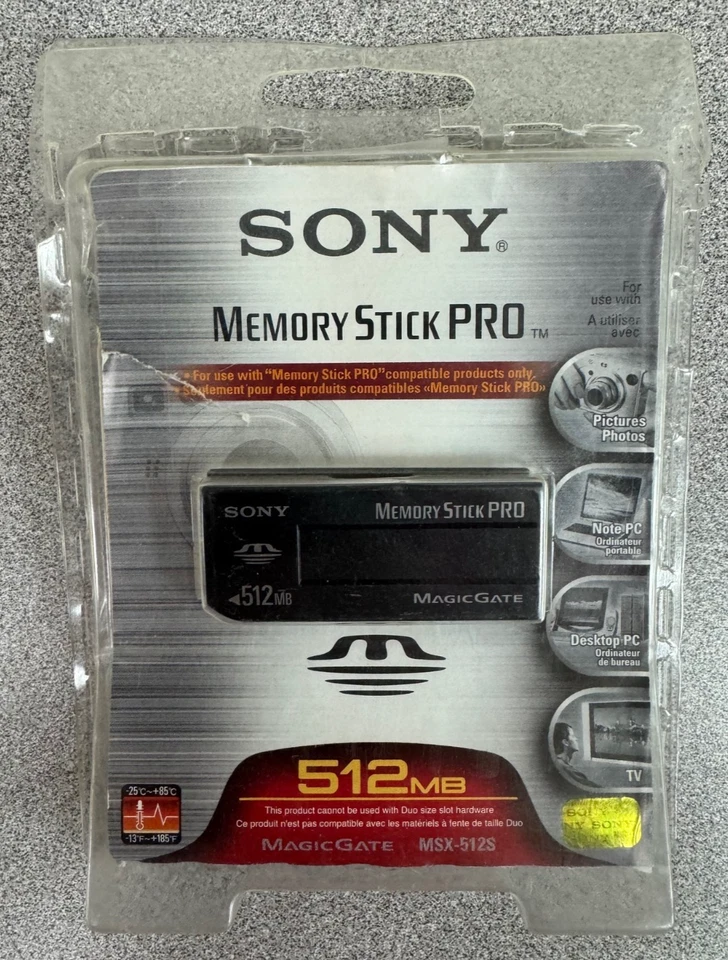 SONY®
MEMORY STICK PRO TM
For
use with
A utiliser
avec
• For use with "Memory Stick PRO" compatible products only.
• Seulement pour des produits compatibles «Memory Stick PRO»
Pictures
Photos
SONY
MEMORY STICK PRO
◄512MB
MAGICGATE
Note PC
Ordinateur
portable
Desktop PC
Ordinateur
de bureau
TV
512MB
This product cannot be used with Duo size slot hardware
Ce produit n'est pas compatible avec les matériels à fente de taille Duo
MAGICGATE MSX-512S
-25°C~+85°C
-13°F~+185°F
SONY